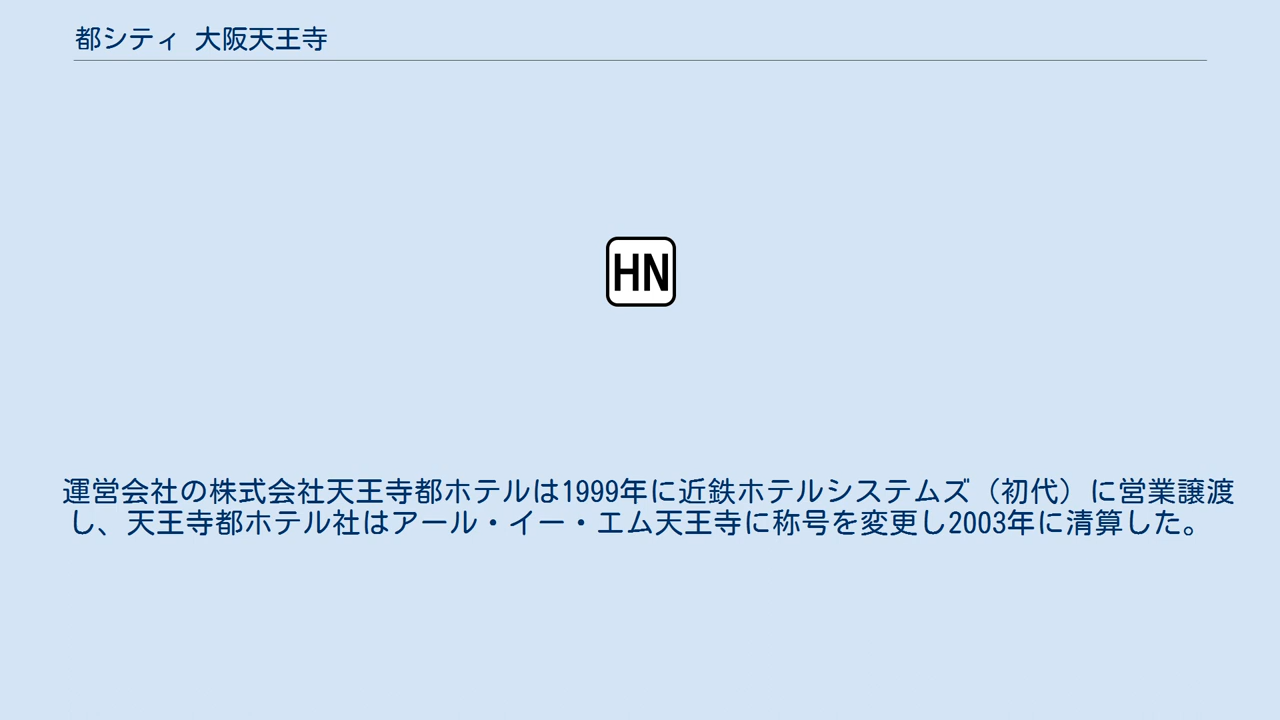 都シティ 大阪天王寺
HN
運営会社の株式会社天王寺都ホテルは1999年に近鉄ホテルシステムズ（初代）に営業譲渡
し、天王寺都ホテル社はアール・イー・エム天王寺に称号を変更し2003年に清算した。